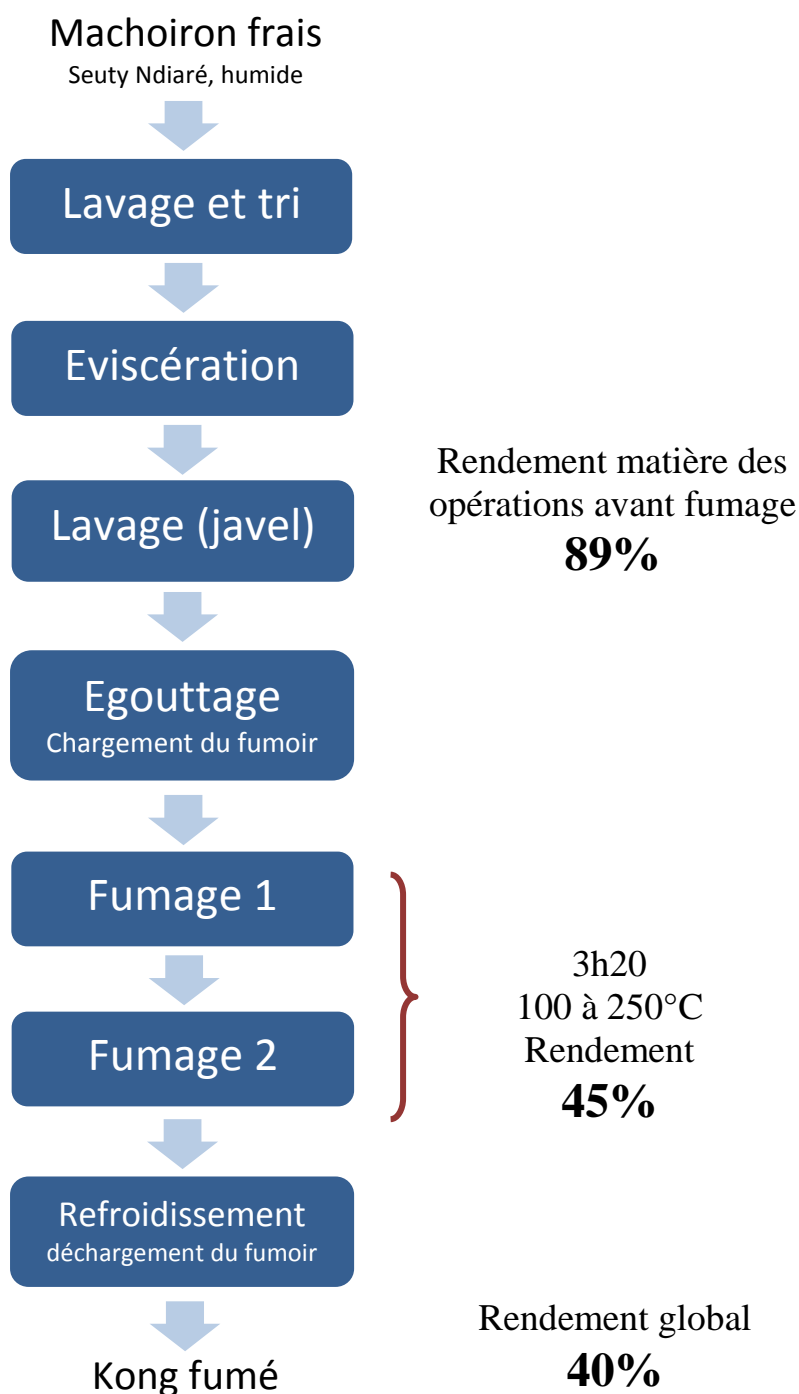 Machoiron frais
Seuty Ndiaré, humide
Lavage et tri
Eviscération
Lavage (javel)
Rendement matière des
opérations avant fumage
89%
Egouttage
Chargement du fumoir
Fumage 1
Fumage 2
3h20
100 à 250°C
Rendement
45%
Refroidissement
déchargement du fumoir
Kong fumé
Rendement global
40%